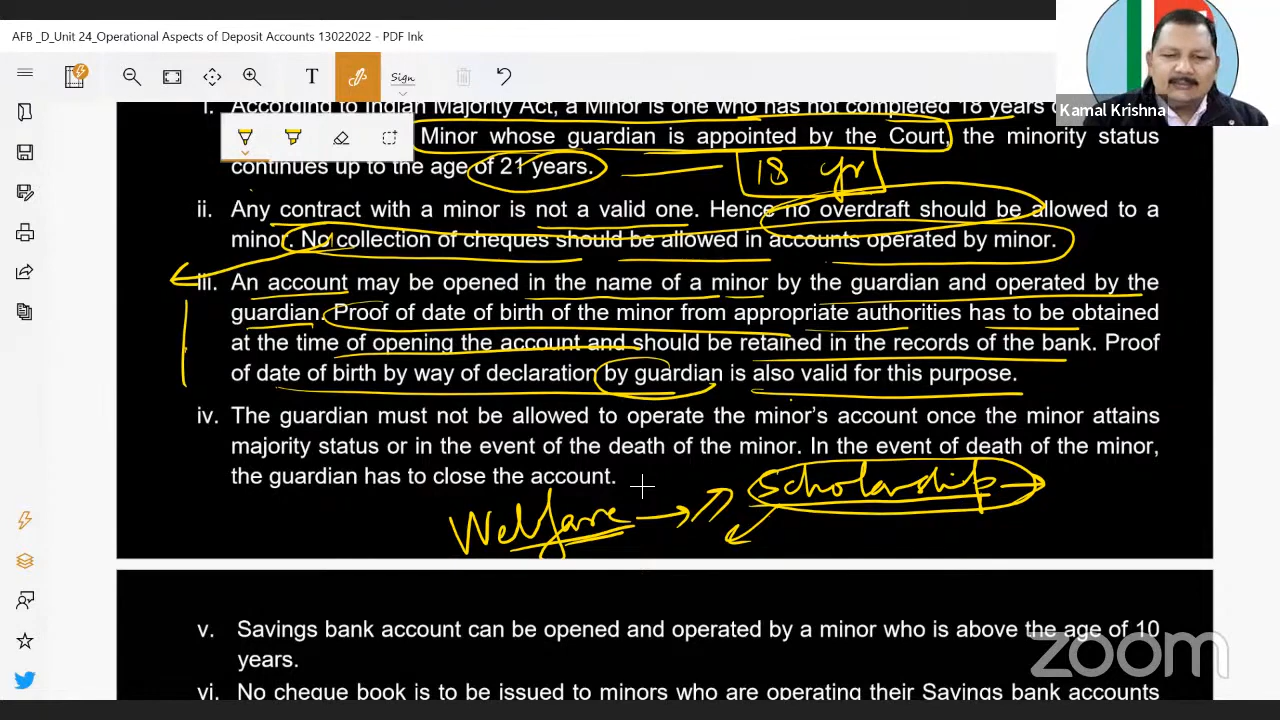 AFB _D_Unit 24_Operational Aspects of Deposit Accounts 13022022 - PDF Ink
T
Sign
Kamal Krishna
i. According to Indian Majority Act, a Minor is one who has not completed 18 years
Minor whose guardian is appointed by the Court, the minority status
continues up to the age of 21 years.
18 yr
ii. Any contract with a minor is not a valid one. Hence no overdraft should be allowed to a
minor. No collection of cheques should be allowed in accounts operated by minor.
iii. An account may be opened in the name of a minor by the guardian and operated by the
guardian. Proof of date of birth of the minor from appropriate authorities has to be obtained
at the time of opening the account and should be retained in the records of the bank. Proof
of date of birth by way of declaration by guardian is also valid for this purpose.
iv. The guardian must not be allowed to operate the minor's account once the minor attains
majority status or in the event of the death of the minor. In the event of death of the minor,
the guardian has to close the account.
Scholarship
Welfare
v. Savings bank account can be opened and operated by a minor who is above the age of 10
years.
zoom
vi. No cheque book is to be issued to minors who are operating their Savings bank accounts